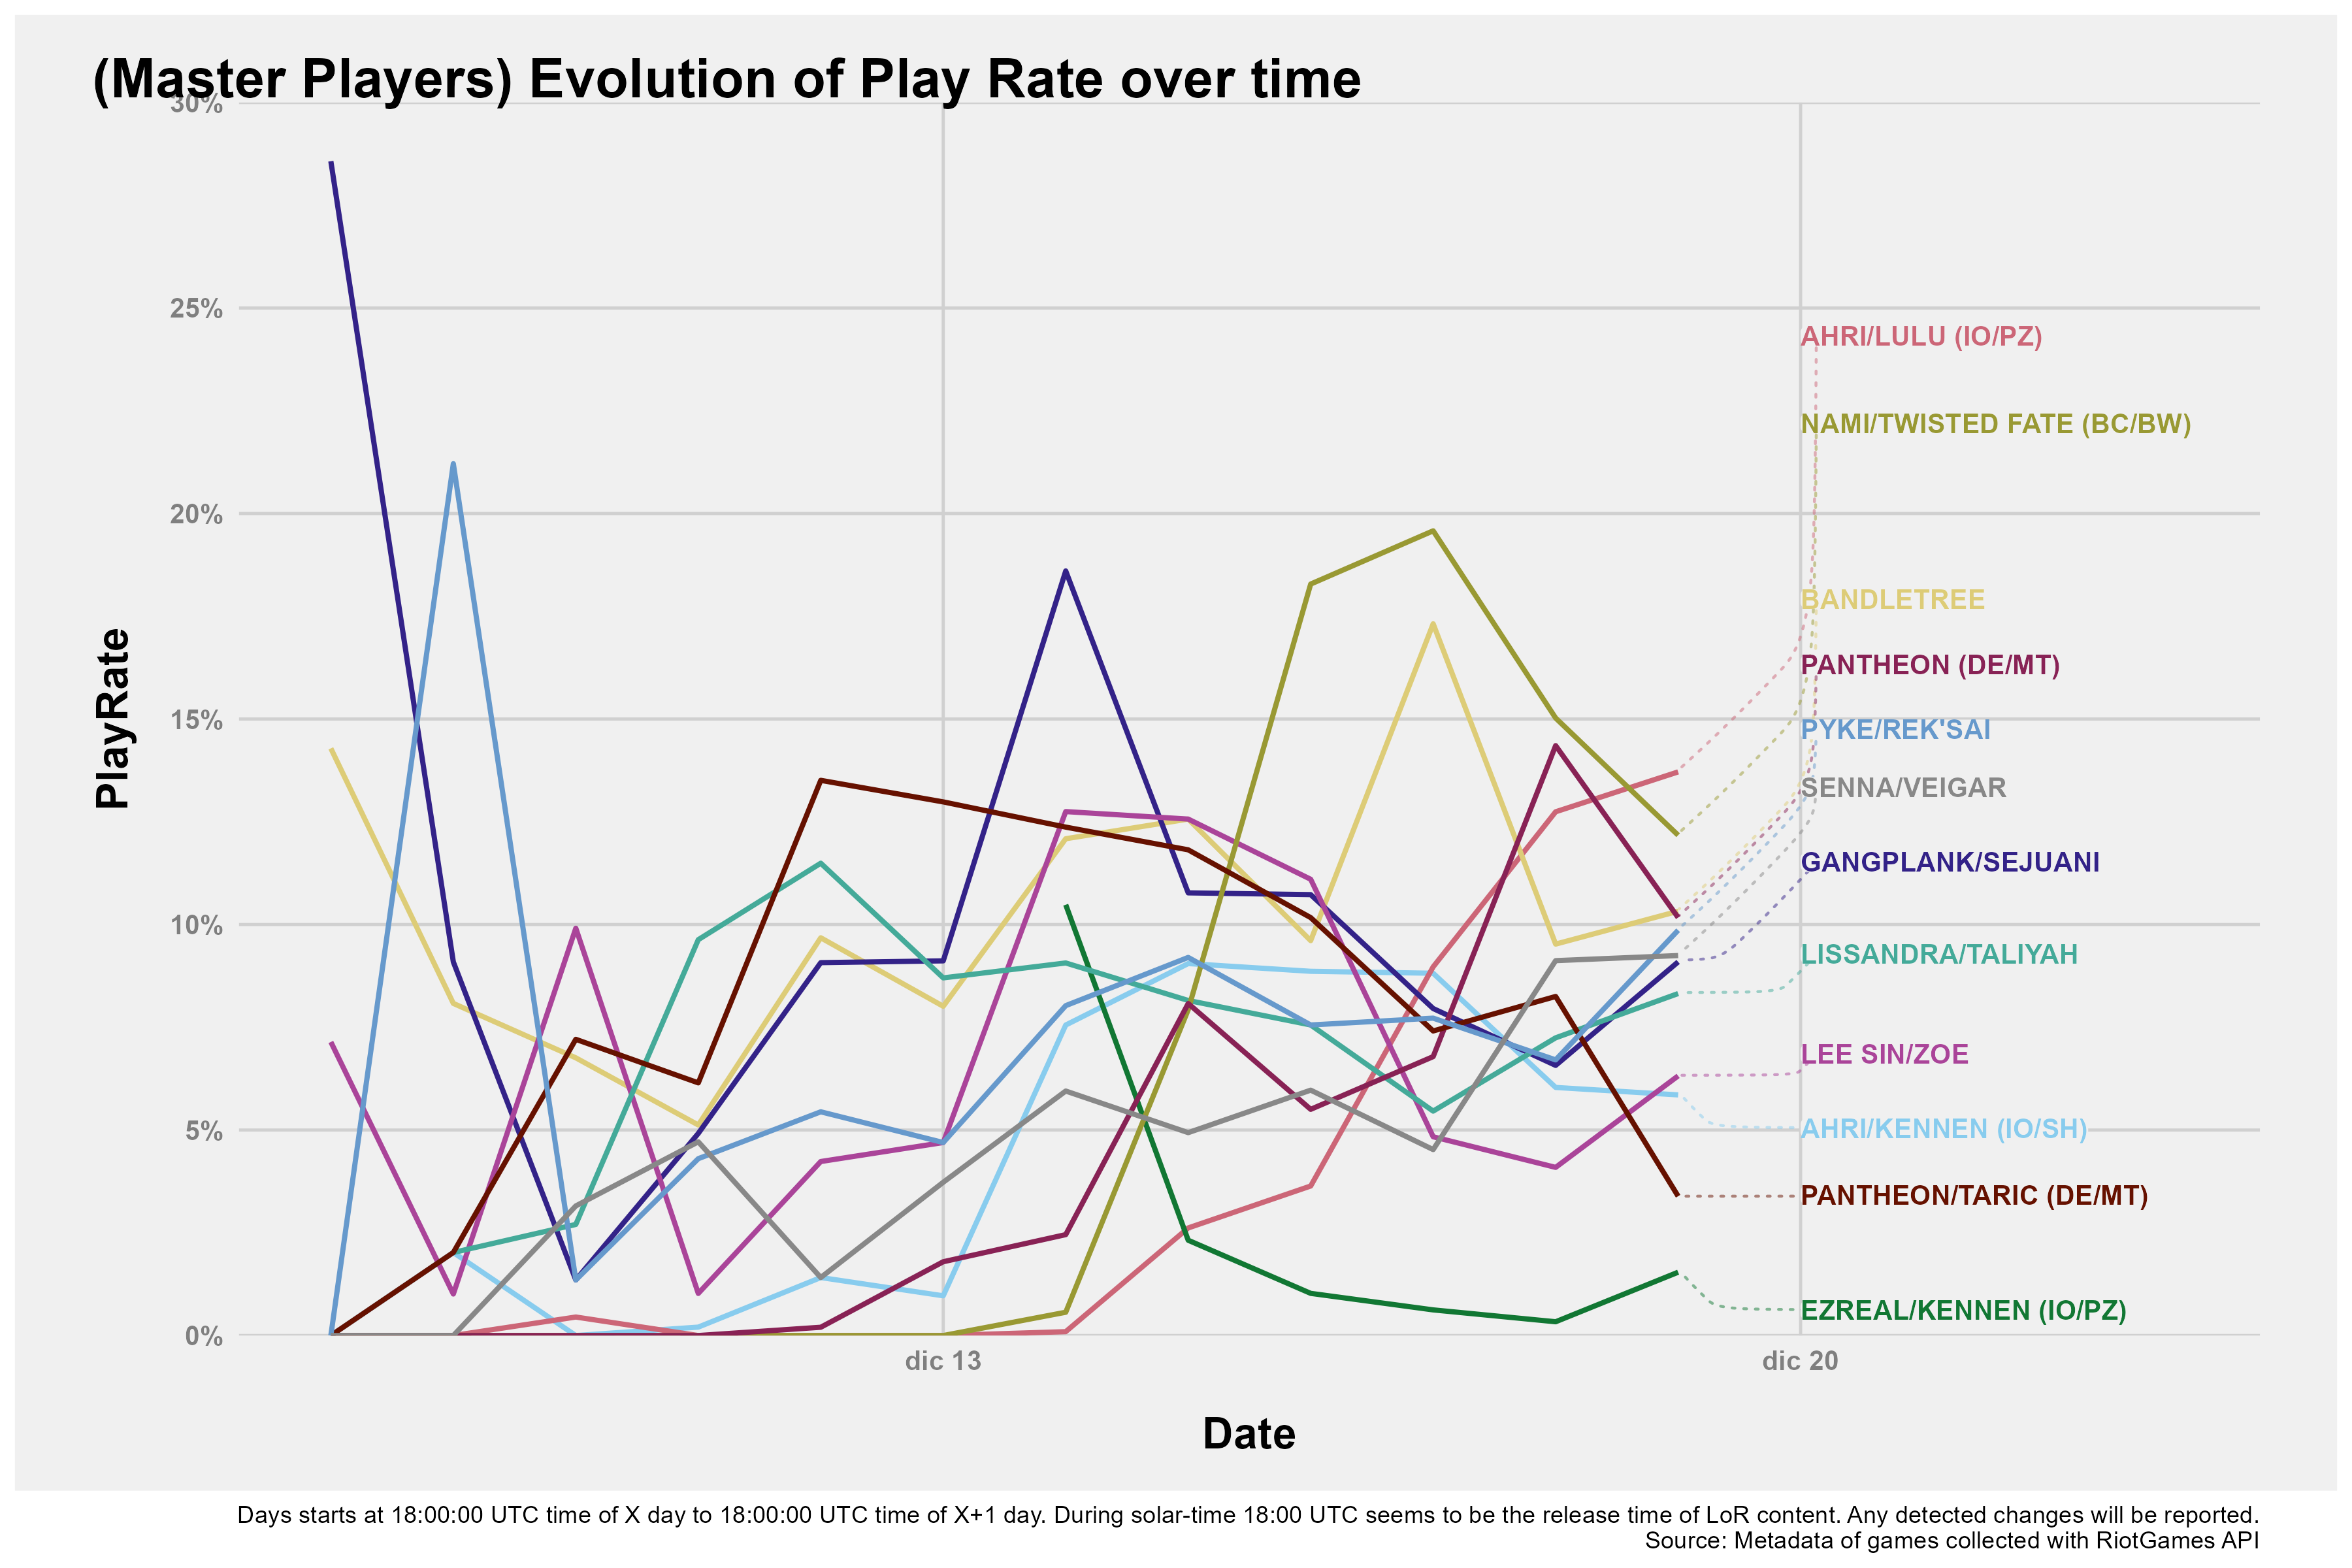 (Master Players) Evolution of Play Rate over time
30%
25%
20%
15%
10%
5%
0%
PlayRate
AHRI/LULU (IO/PZ)
NAMI/TWISTED FATE (BC/BW)
BANDLETREE
PANTHEON (DE/MT)
PYKE/REK'SAI
SENNA/VEIGAR
GANGPLANK/SEJUANI
LISSANDRA/TALIYAH
LEE SIN/ZOE
AHRI/KENNEN (IO/SH)
PANTHEON/TARIC (DE/MT)
EZREAL/KENNEN (IO/PZ)
dic 13
dic 20
Date
Days starts at 18:00:00 UTC time of X day to 18:00:00 UTC time of X+1 day. During solar-time 18:00 UTC seems to be the release time of LoR content. Any detected changes will be reported.
Source: Metadata of games collected with RiotGames API